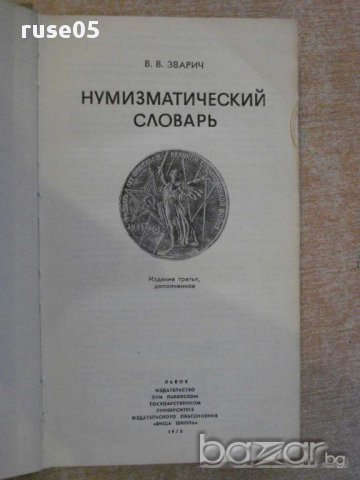 ruse05
В. В. ЗВАРИЧ
НУМИЗМАТИЧЕСКИЙ
СЛОВАРЬ
Издание третье,
дополненное
ЛЬВОВ
ИЗДАТЕЛЬСТВО
ПРИ ЛЬВОВСКОМ
ГОСУДАРСТВЕННОМ
УНИВЕРСИТЕТЕ
ИЗДАТЕЛЬСКОГО ОБЪЕДИНЕНИЯ
«ВИЩА ШКОЛА»
bazar.bg